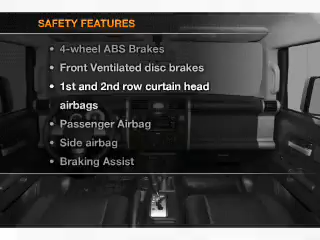 SAFETY FEATURES
• 4-wheel ABS Brakes
• Front Ventilated disc brakes
• 1st and 2nd row curtain head
airbags
• Passenger Airbag
• Side airbag
• Braking Assist